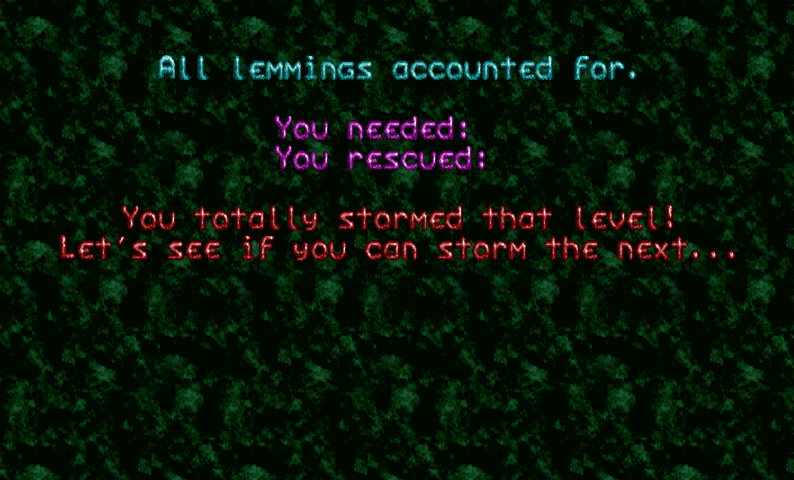 All lemmings accounted for.
You needed:
You rescued:
You totally stormed that level!
Let's see if you can storm the next...